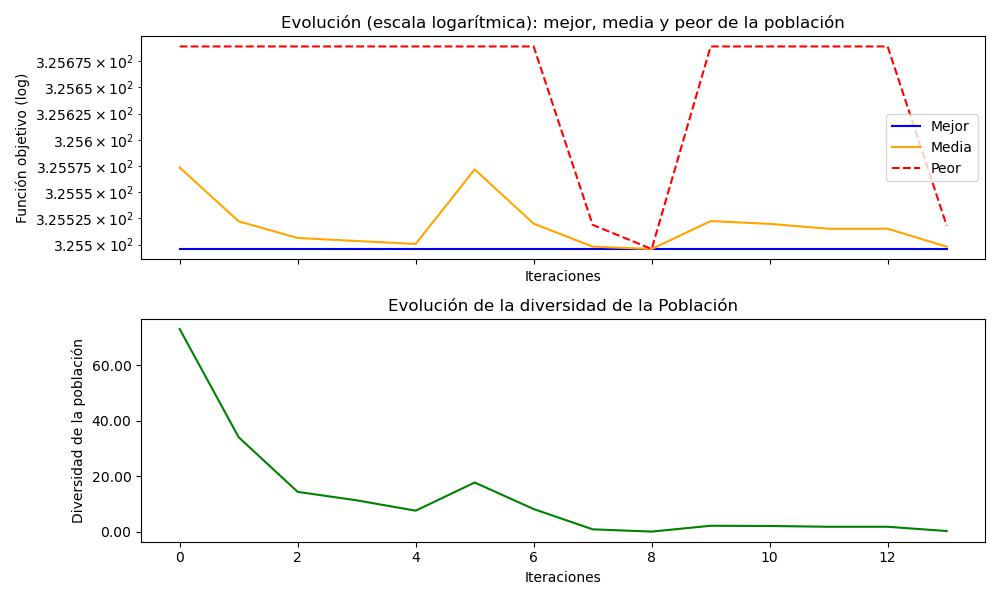 Evolución (escala logarítmica): mejor, media y peor de la población
Función objetivo (log)
3.25675 × 10²
3.2565 × 10²
3.25625 × 10²
3.256 × 10²
3.25575 × 10²
3.2555 × 10²
3.25525 × 10²
3.255 × 10²
Mejor
Media
Peor
Iteraciones
Evolución de la diversidad de la Población
Diversidad de la población
60.00
40.00
20.00
0.00
0 2 4 6 8 10 12
Iteraciones